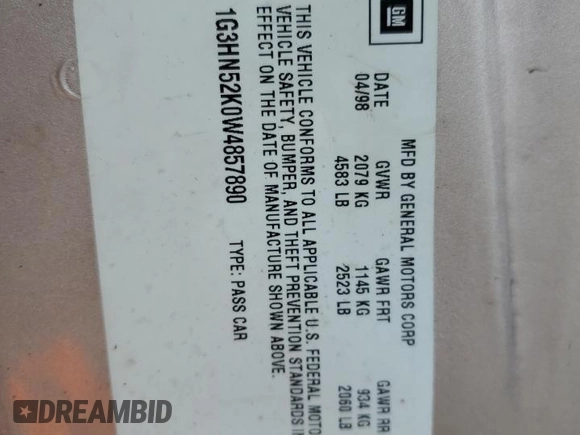 GM
MFD BY GENERAL MOTORS CORP
DATE GVWR GAWR FRT GAWR RR
04/98 2079 KG 1145 KG 934 KG
4583 LB 2523 LB 2060 LB
THIS VEHICLE CONFORMS TO ALL APPLICABLE U.S. FEDERAL
VEHICLE SAFETY, BUMPER, AND THEFT PREVENTION STANDARDS
EFFECT ON THE DATE OF MANUFACTURE SHOWN ABOVE.
1G3HN52K0W4857890 TYPE: PASS CAR
DREAMBID